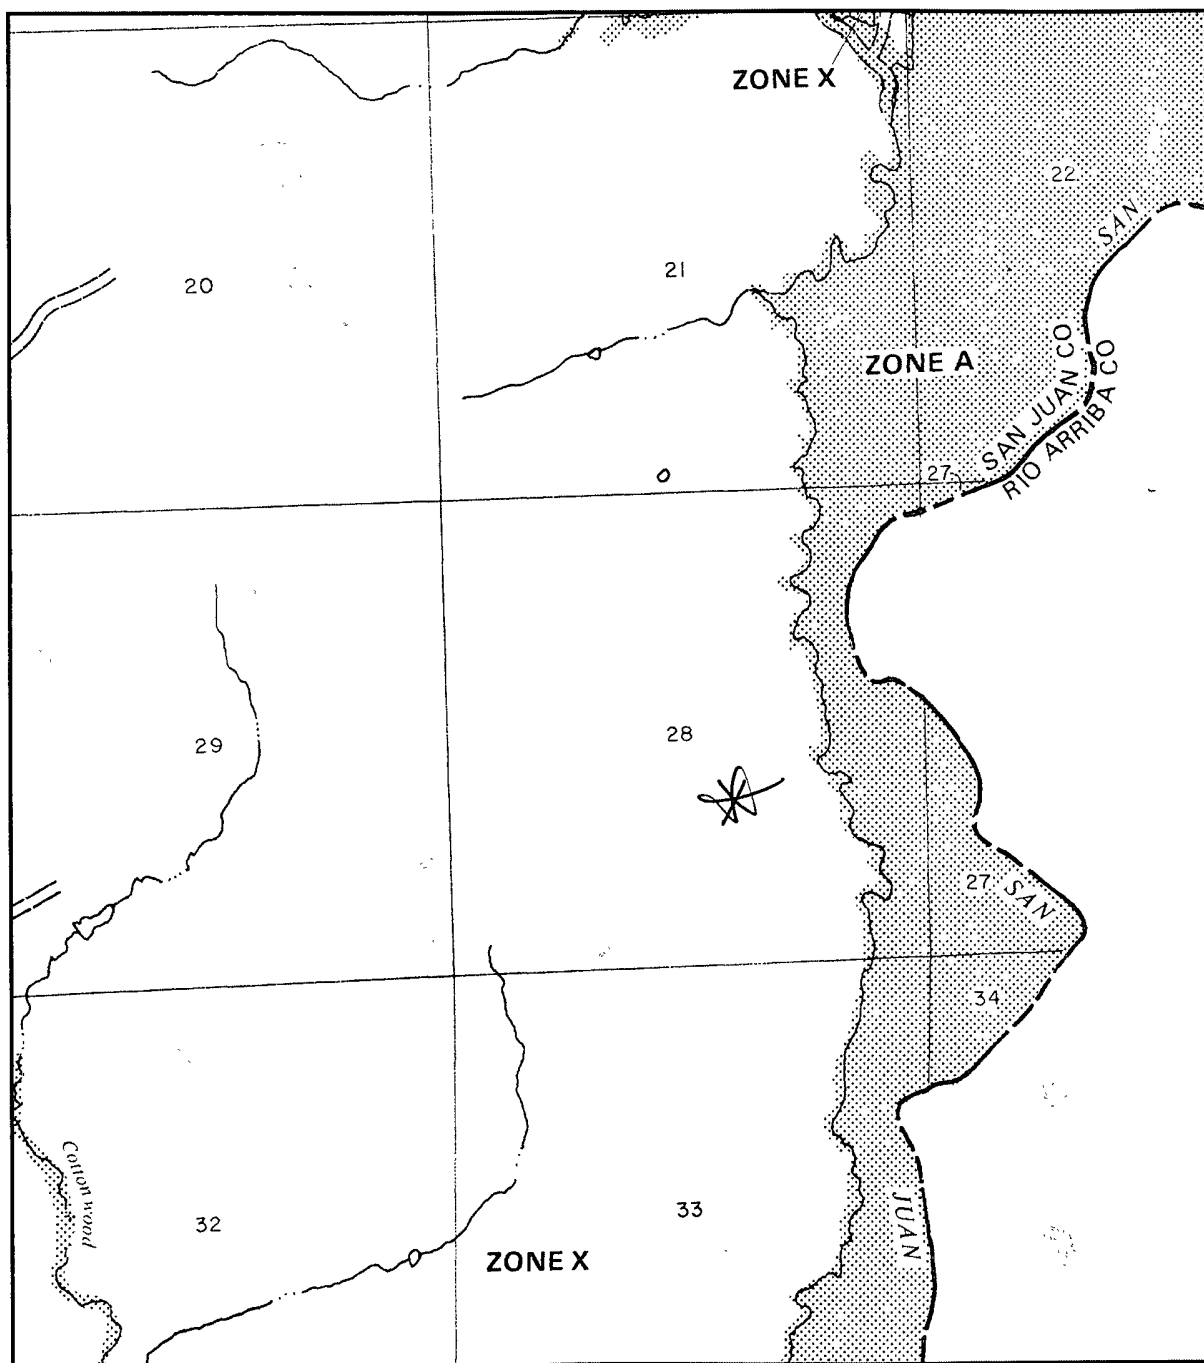 ZONE X
22
SAN
20
21
ZONE A
SAN JUAN CO
RIO ARRIBA CO
27
29
28
27
SAN
34
Cottonwood
32
33
JUAN
ZONE X